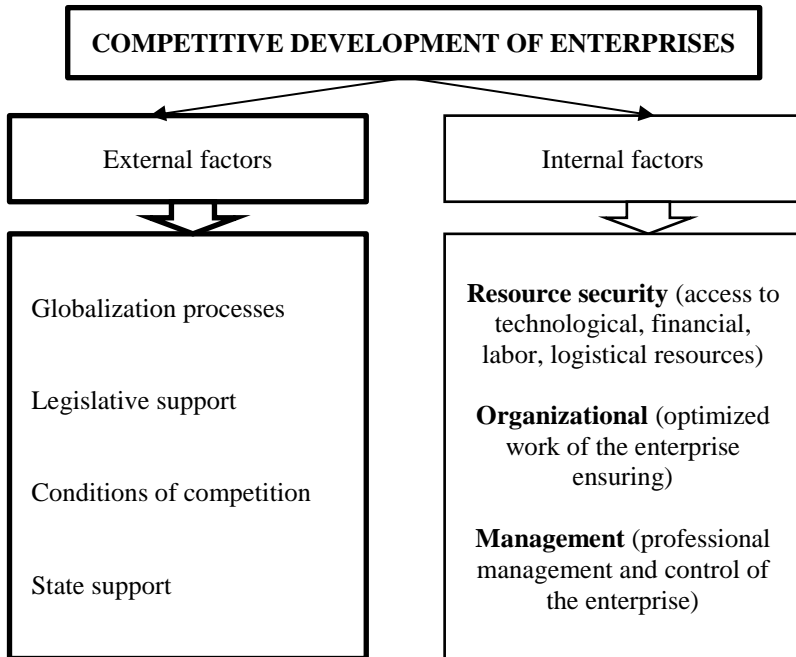 COMPETITIVE DEVELOPMENT OF ENTERPRISES
External factors
Internal factors
Globalization processes
Legislative support
Conditions of competition
State support
Resource security (access to
technological, financial,
labor, logistical resources)
Organizational (optimized
work of the enterprise
ensuring)
Management (professional
management and control of
the enterprise)